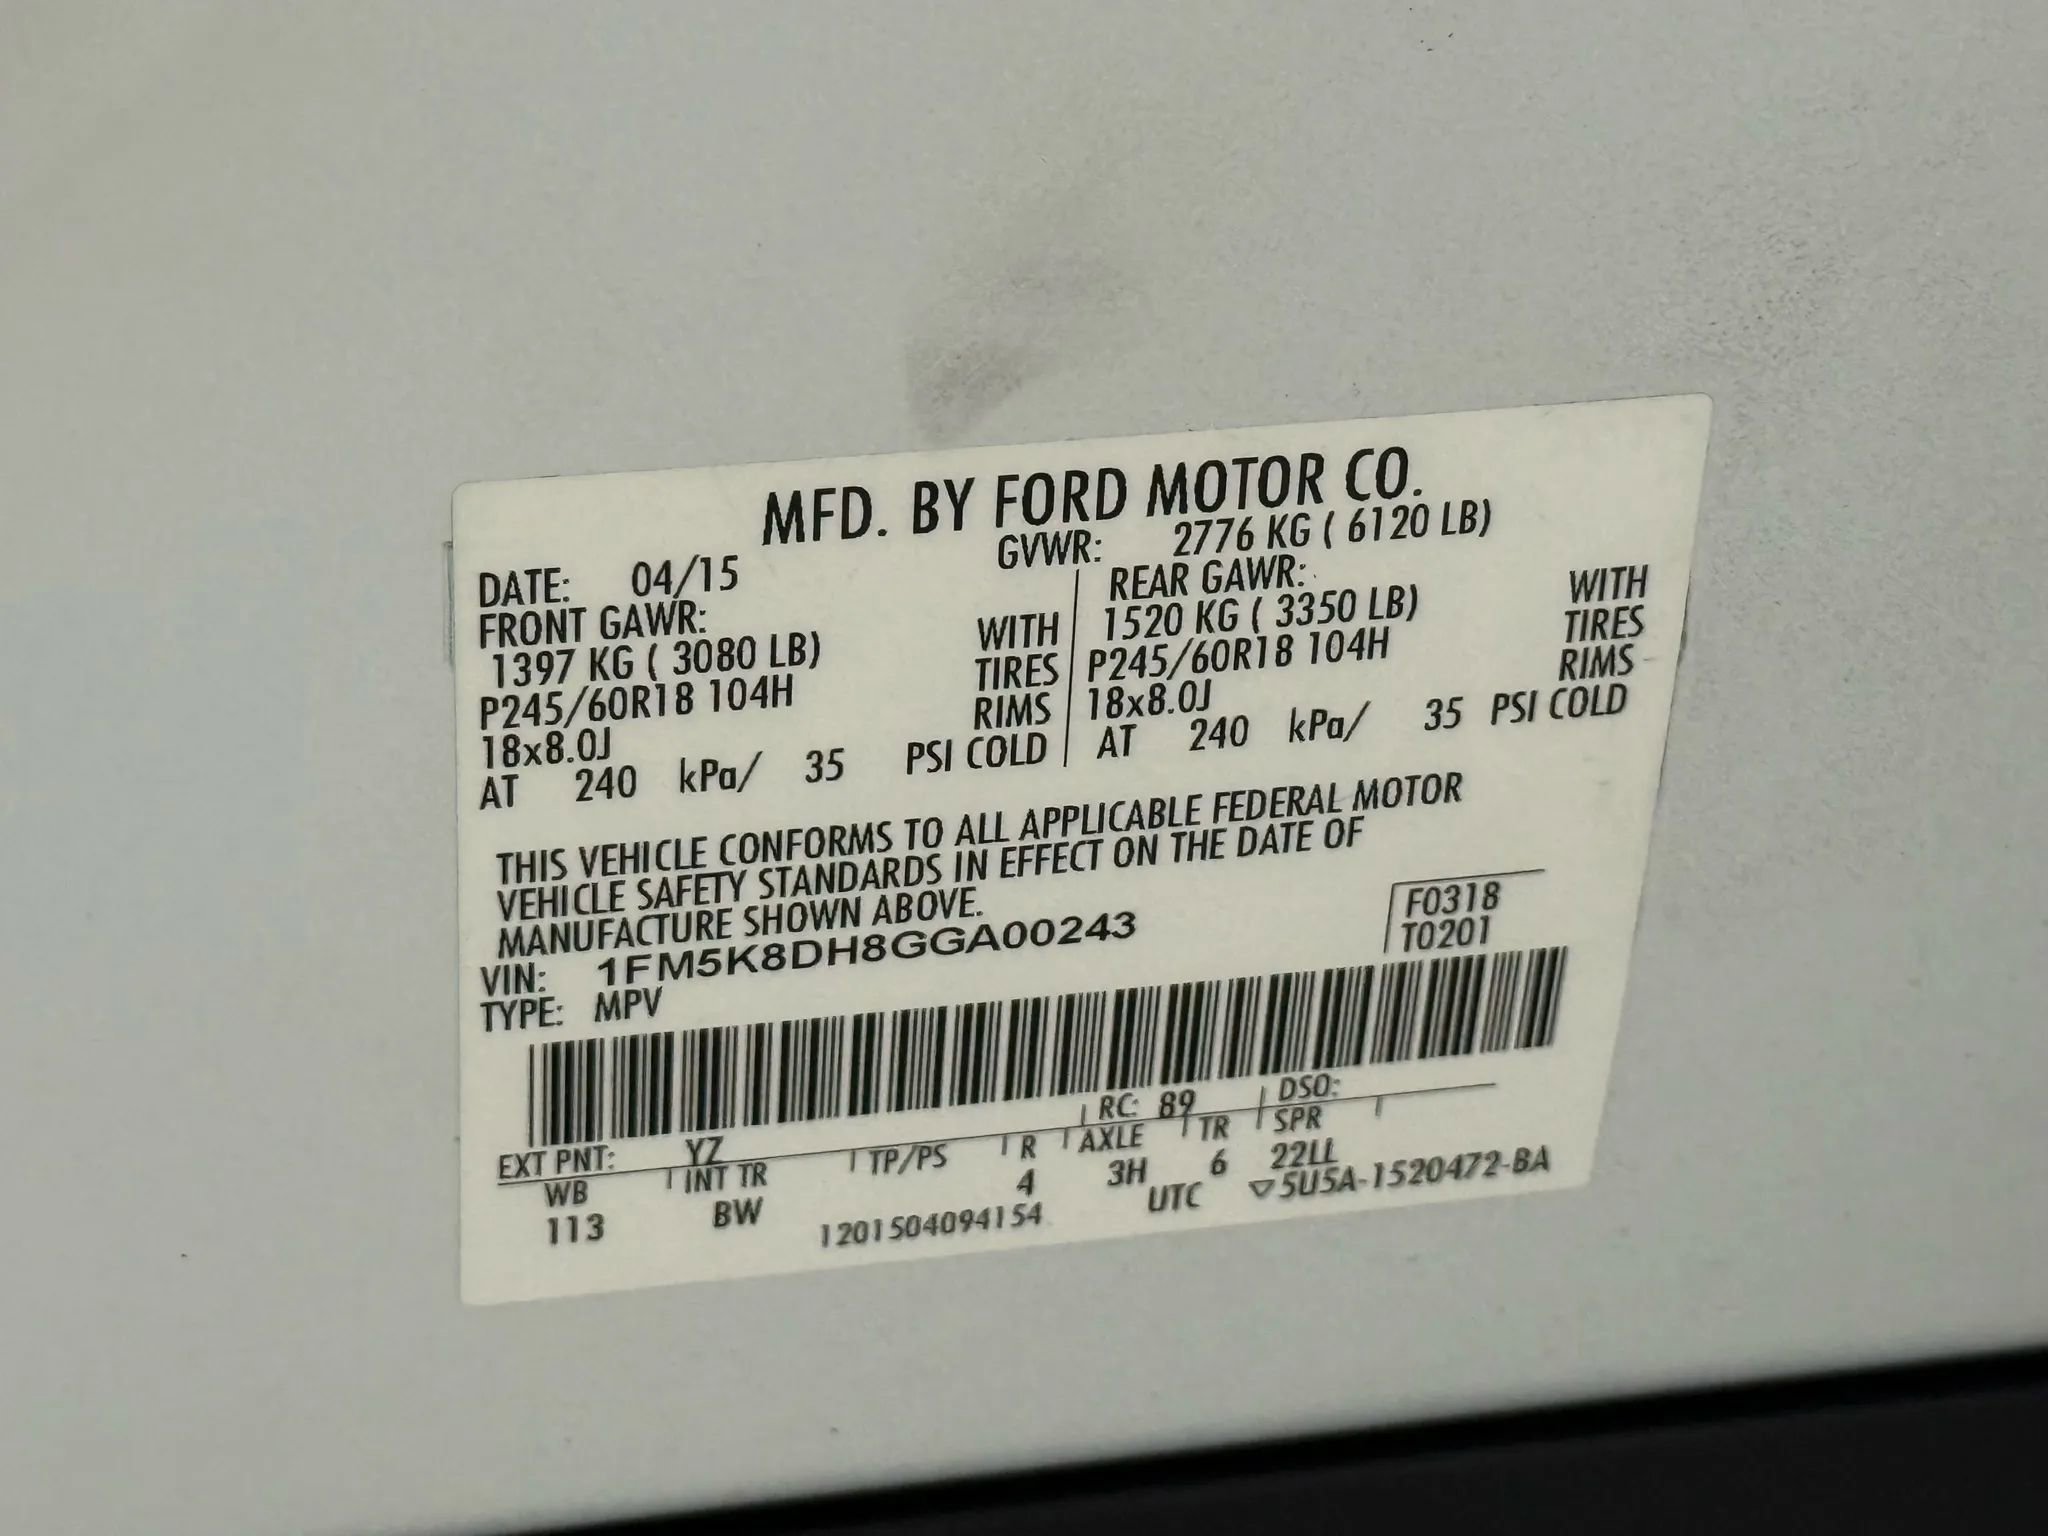 MFD. BY FORD MOTOR CO.
DATE: 04/15 GVWR: 2776 KG ( 6120 LB)
FRONT GAWR: REAR GAWR:
1397 KG ( 3080 LB) WITH 1520 KG ( 3350 LB) WITH
P245/60R18 104H TIRES P245/60R18 104H TIRES
18x8.0J RIMS 18x8.0J RIMS
AT 240 kPa/ 35 PSI COLD AT 240 kPa/ 35 PSI COLD
THIS VEHICLE CONFORMS TO ALL APPLICABLE FEDERAL MOTOR
VEHICLE SAFETY STANDARDS IN EFFECT ON THE DATE OF
MANUFACTURE SHOWN ABOVE.
F0318
VIN: 1FM5K8DH8GGA00243 T0201
TYPE: MPV
EXT PNT: YZ RC: 89 DSO:
WB INT TR TP/PS R AXLE TR SPR
113 BW 4 3H 6 22LL
1201504094154 UTC ▽5U5A-1520472-BA